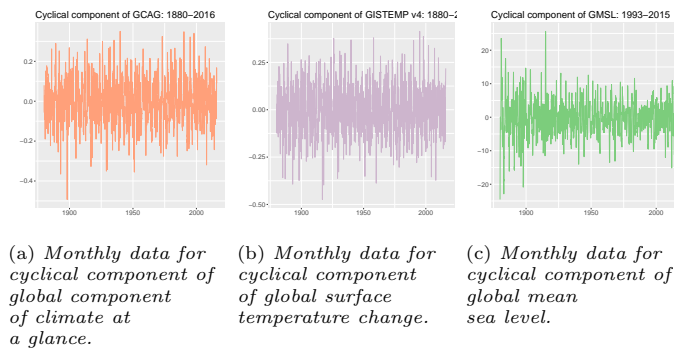 Cyclical component of GCAG: 1880–2016
0.2
0.0
−0.2
−0.4
1900
1950
2000
Cyclical component of GISTEMP v4: 1880–2
0.25
0.00
−0.25
−0.50
1900
1950
2000
Cyclical component of GMSL: 1993–2015
20
10
0
−10
−20
1900
1950
2000
(a) Monthly data for
cyclical component of
global component
of climate at
a glance.
(b) Monthly data for
cyclical component
of global surface
temperature change.
(c) Monthly data for
cyclical component of
global mean
sea level.